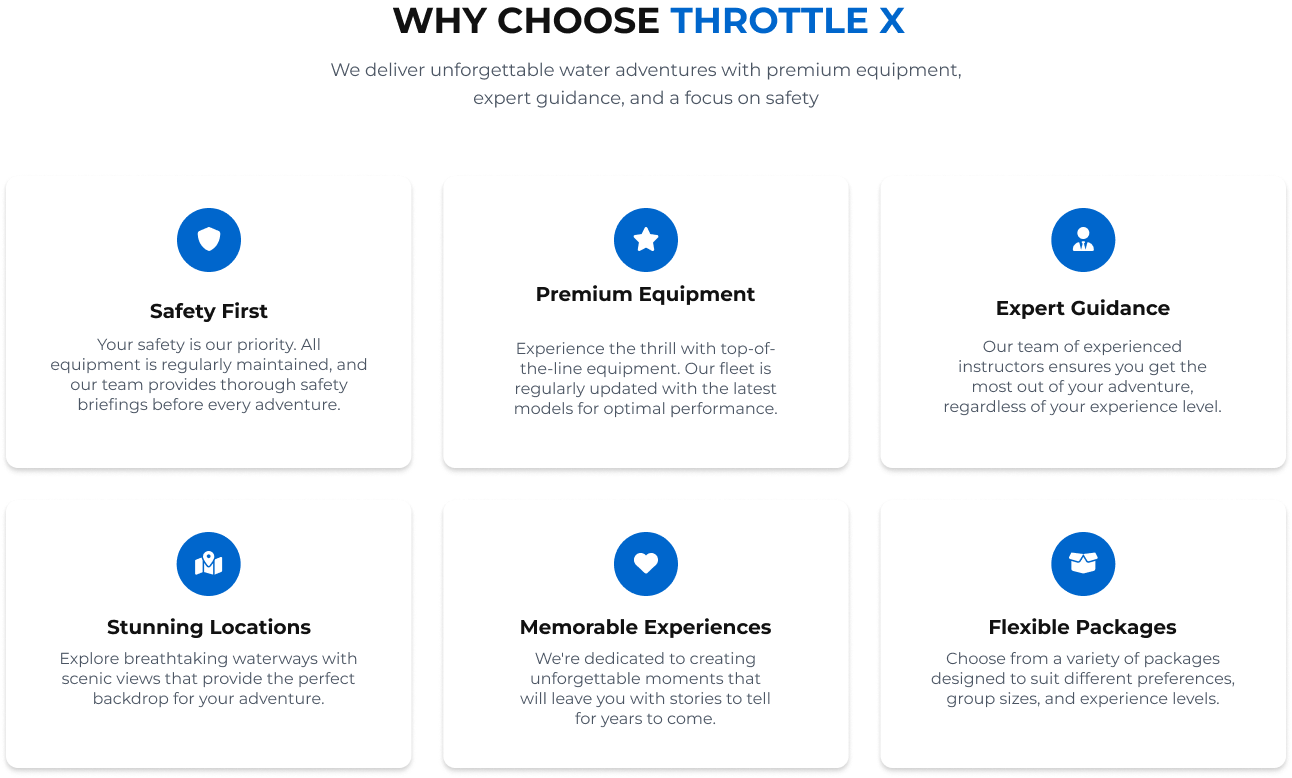 WHY CHOOSE THROTTLE X
We deliver unforgettable water adventures with premium equipment,
expert guidance, and a focus on safety
Safety First
Your safety is our priority. All
equipment is regularly maintained, and
our team provides thorough safety
briefings before every adventure.
Premium Equipment
Experience the thrill with top-of-
the-line equipment. Our fleet is
regularly updated with the latest
models for optimal performance.
Expert Guidance
Our team of experienced
instructors ensures you get the
most out of your adventure,
regardless of your experience level.
Stunning Locations
Explore breathtaking waterways with
scenic views that provide the perfect
backdrop for your adventure.
Memorable Experiences
We're dedicated to creating
unforgettable moments that
will leave you with stories to tell
for years to come.
Flexible Packages
Choose from a variety of packages
designed to suit different preferences,
group sizes, and experience levels.